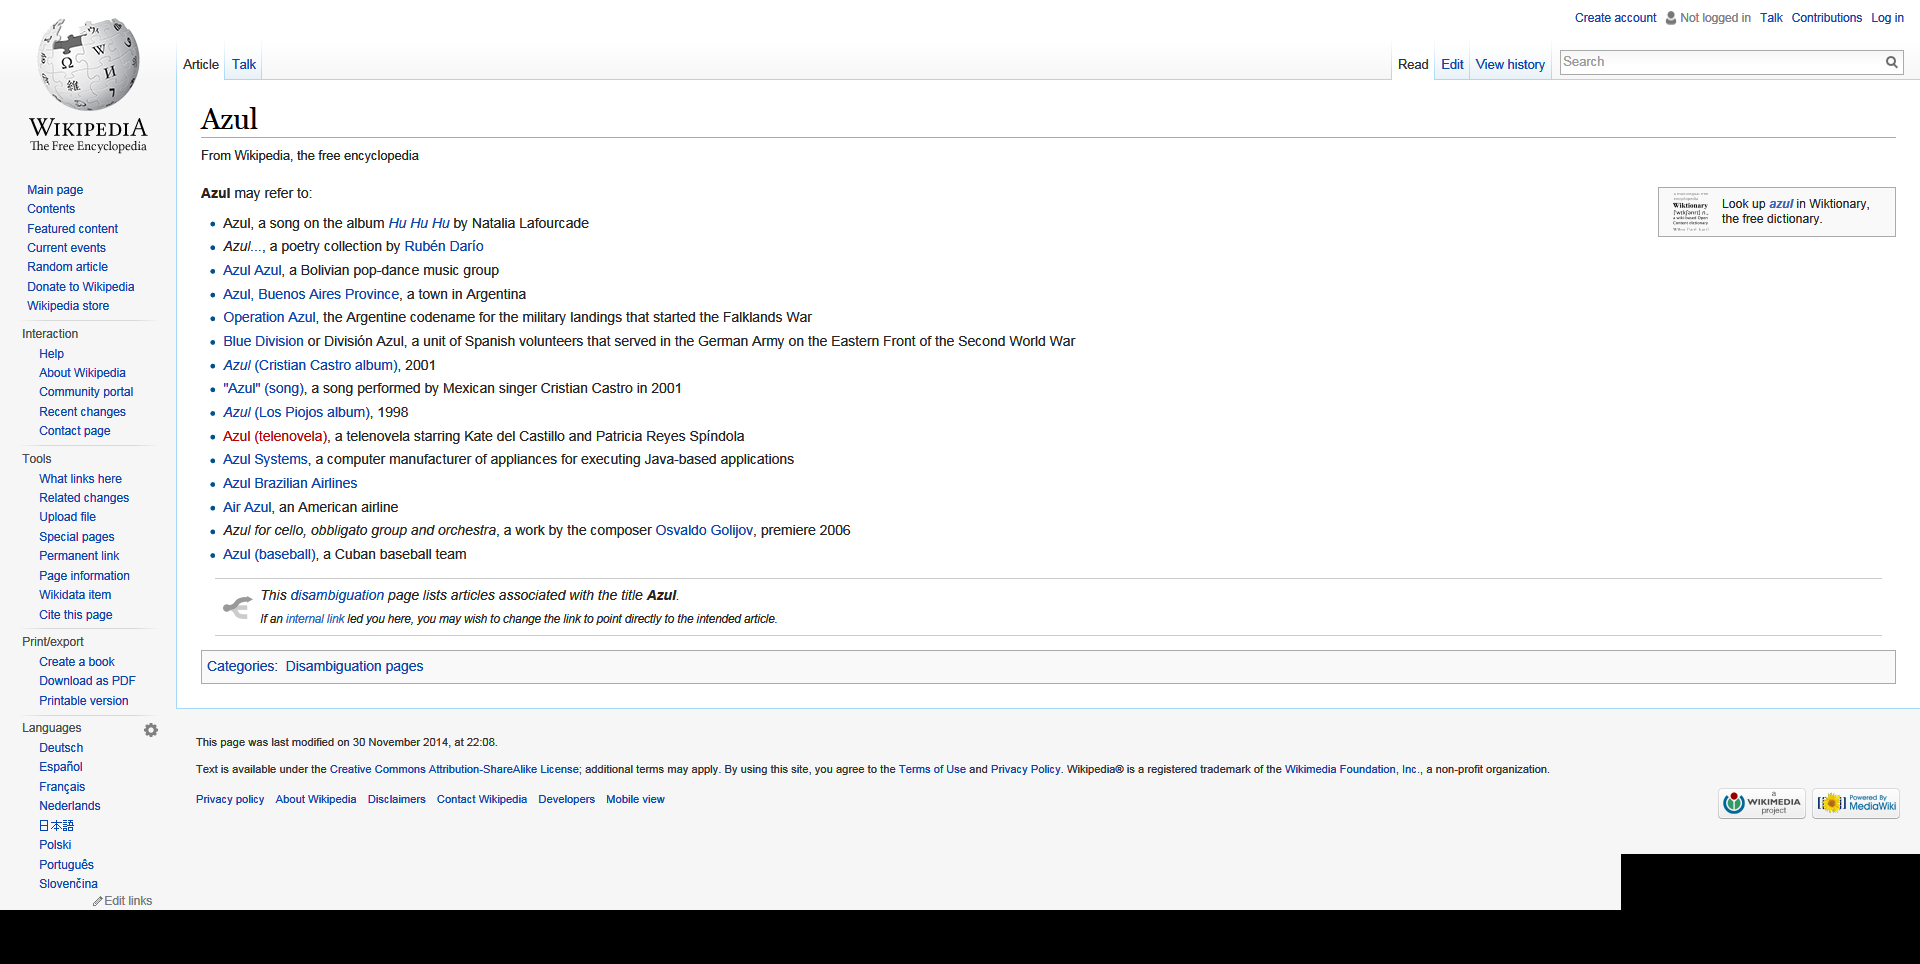 Create account Not logged in Talk Contributions Log in
Article Talk Read Edit View history Search
WIKIPEDIA
The Free Encyclopedia
Main page
Contents
Featured content
Current events
Random article
Donate to Wikipedia
Wikipedia store
Interaction
Help
About Wikipedia
Community portal
Recent changes
Contact page
Tools
What links here
Related changes
Upload file
Special pages
Permanent link
Page information
Wikidata item
Cite this page
Print/export
Create a book
Download as PDF
Printable version
Languages
Deutsch
Español
Français
Nederlands
日本語
Polski
Português
Slovenčina
Edit links
Azul
From Wikipedia, the free encyclopedia
Azul may refer to:
Azul, a song on the album Hu Hu Hu by Natalia Lafourcade
Azul..., a poetry collection by Rubén Darío
Azul Azul, a Bolivian pop-dance music group
Azul, Buenos Aires Province, a town in Argentina
Operation Azul, the Argentine codename for the military landings that started the Falklands War
Blue Division or División Azul, a unit of Spanish volunteers that served in the German Army on the Eastern Front of the Second World War
Azul (Cristian Castro album), 2001
"Azul" (song), a song performed by Mexican singer Cristian Castro in 2001
Azul (Los Piojos album), 1998
Azul (telenovela), a telenovela starring Kate del Castillo and Patricia Reyes Spíndola
Azul Systems, a computer manufacturer of appliances for executing Java-based applications
Azul Brazilian Airlines
Air Azul, an American airline
Azul for cello, obbligato group and orchestra, a work by the composer Osvaldo Golijov, premiere 2006
Azul (baseball), a Cuban baseball team
Wiktionary
Look up azul in Wiktionary,
the free dictionary.
This disambiguation page lists articles associated with the title Azul.
If an internal link led you here, you may wish to change the link to point directly to the intended article.
Categories: Disambiguation pages
This page was last modified on 30 November 2014, at 22:08.
Text is available under the Creative Commons Attribution-ShareAlike License; additional terms may apply. By using this site, you agree to the Terms of Use and Privacy Policy. Wikipedia® is a registered trademark of the Wikimedia Foundation, Inc., a non-profit organization.
Privacy policy About Wikipedia Disclaimers Contact Wikipedia Developers Mobile view
a
WIKIMEDIA
project
Powered By
MediaWiki